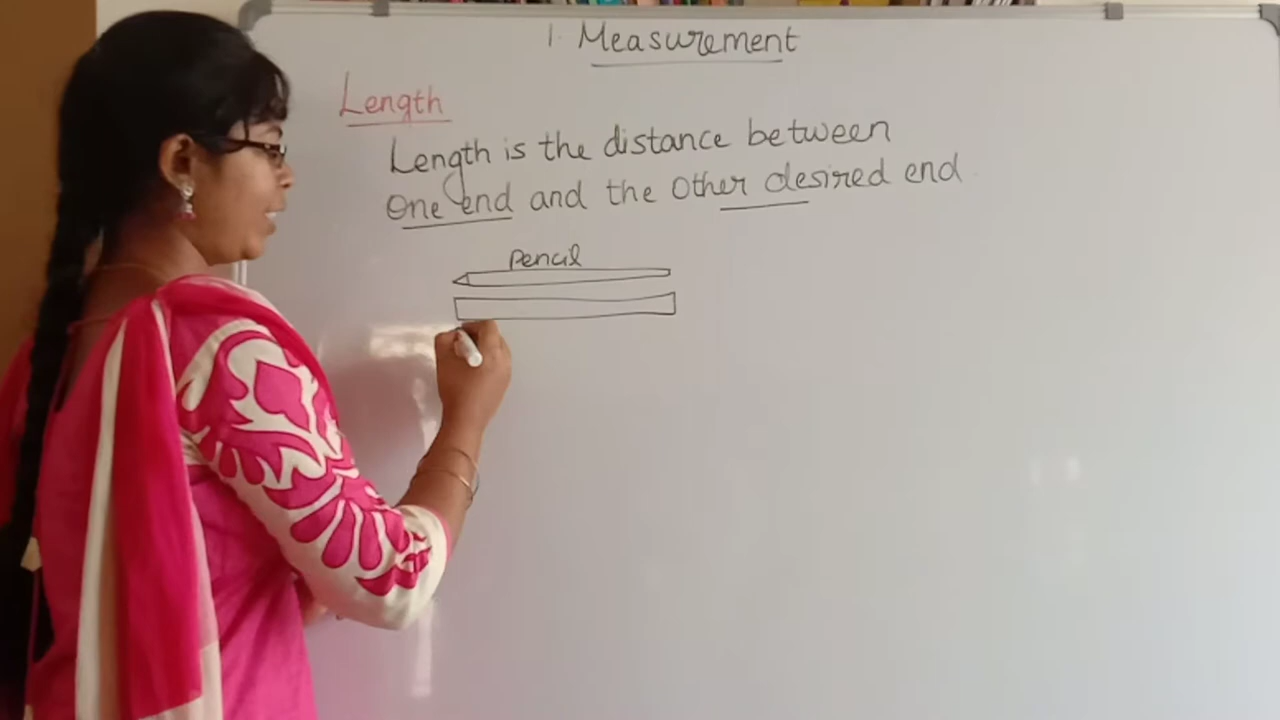 1. Measurement
Length
Length is the distance between
One end and the Other desired end
Pencil